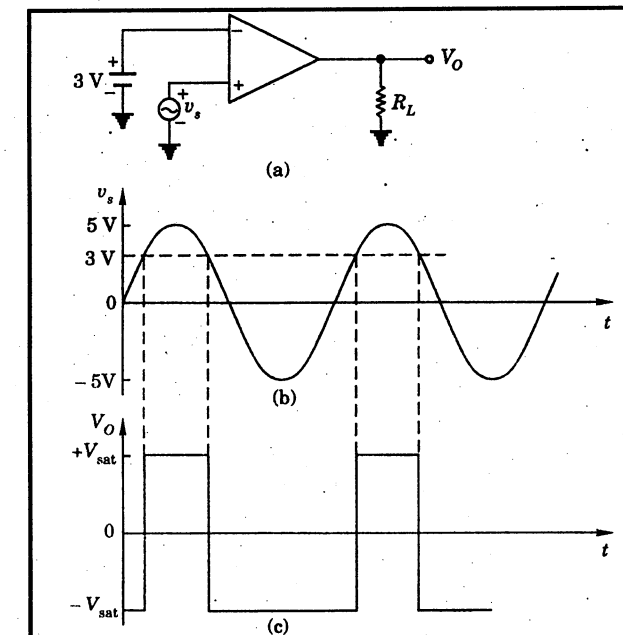 +
−
V_O
3 V
−
+
+
v_s
−
R_L
(a)
v_s
5 V
3 V
0
t
− 5V
(b)
V_O
+V_sat
0
t
− V_sat
(c)